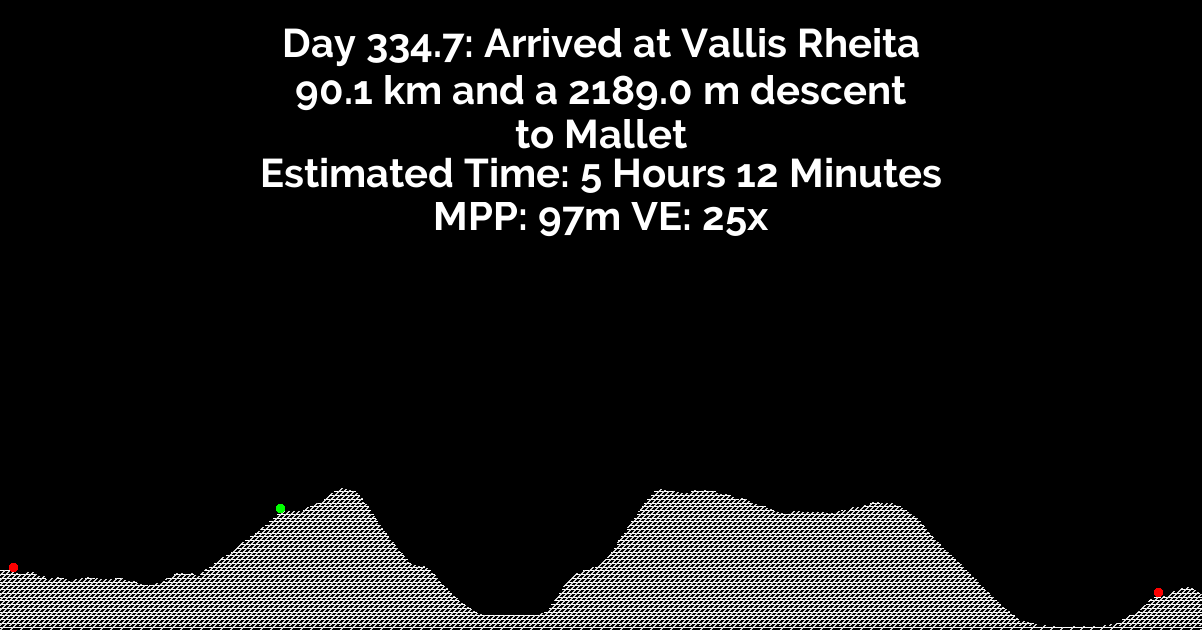 Day 334.7: Arrived at Vallis Rheita
90.1 km and a 2189.0 m descent
to Mallet
Estimated Time: 5 Hours 12 Minutes
MPP: 97m VE: 25x